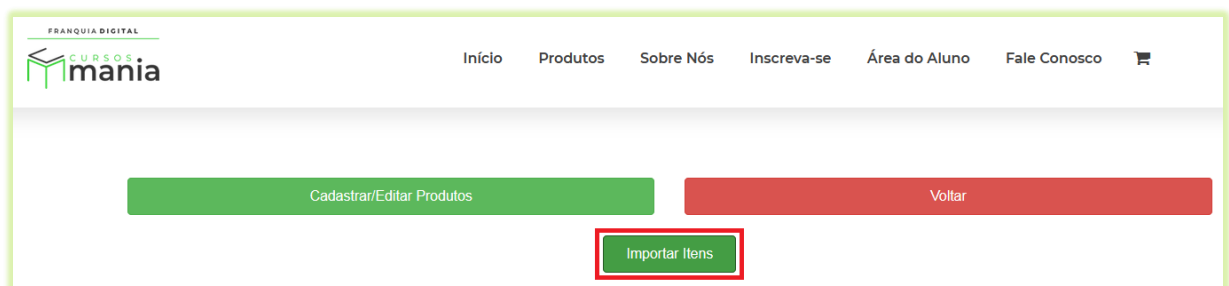 FRANQUIA DIGITAL
CURSOS
mania
Início Produtos Sobre Nós Inscreva-se Área do Aluno Fale Conosco
Cadastrar/Editar Produtos Voltar
Importar Itens